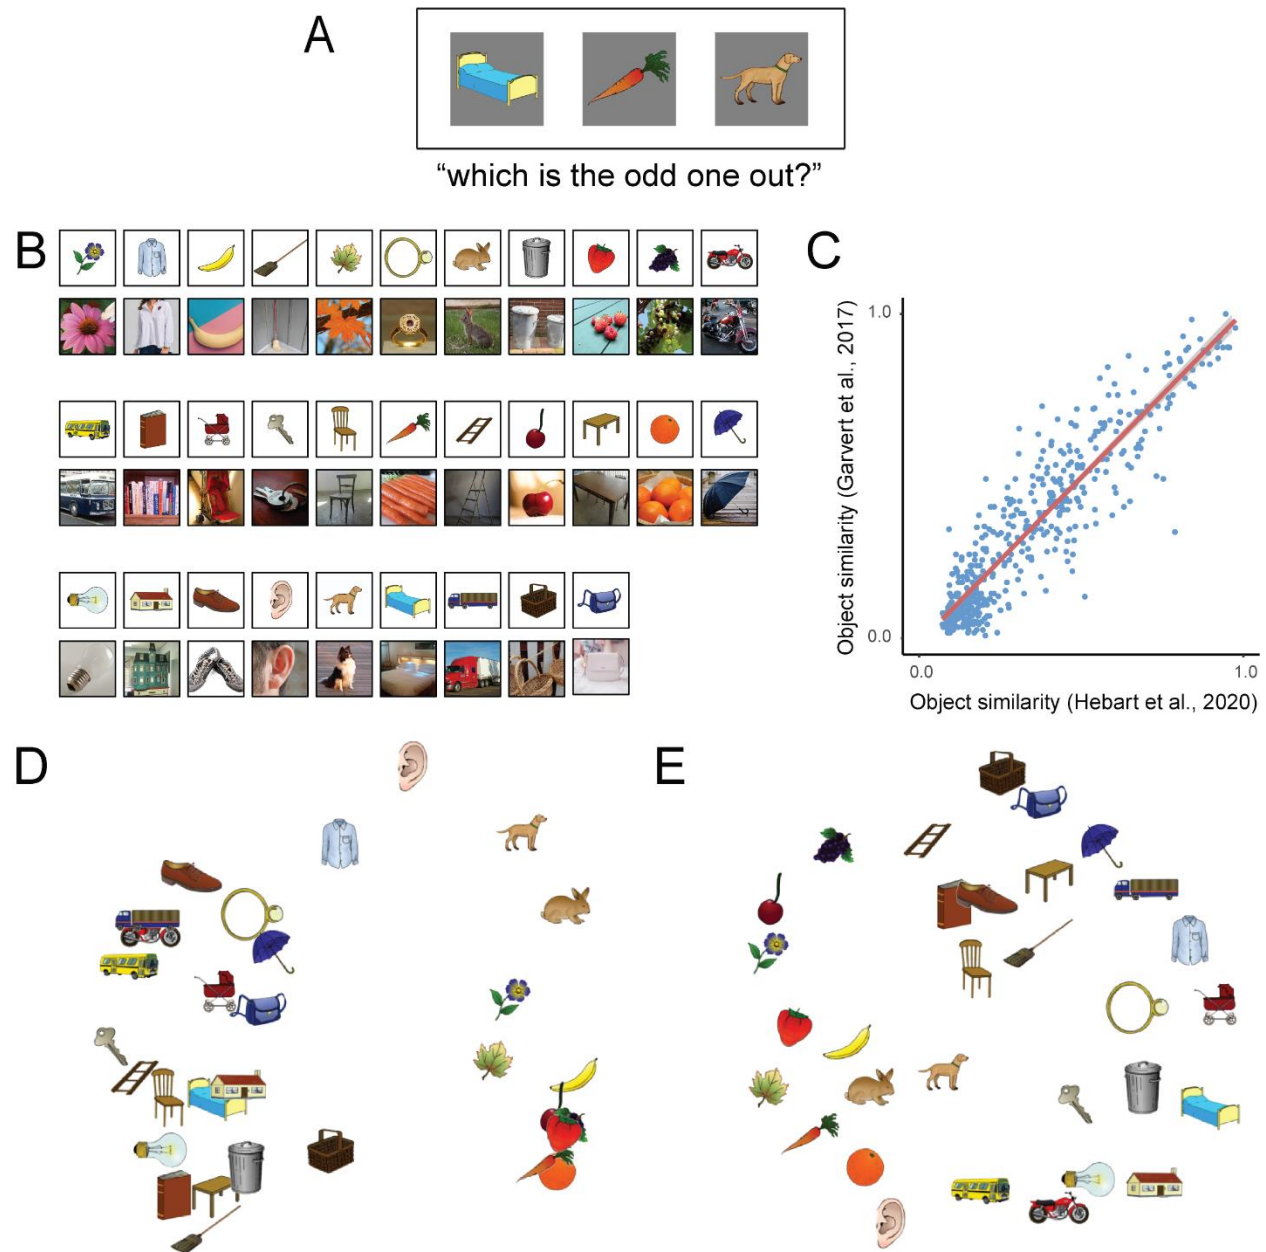 A
“which is the odd one out?”
B
C
Object similarity (Garvert et al., 2017)
1.0
0.0
0.0
1.0
Object similarity (Hebart et al., 2020)
D
E